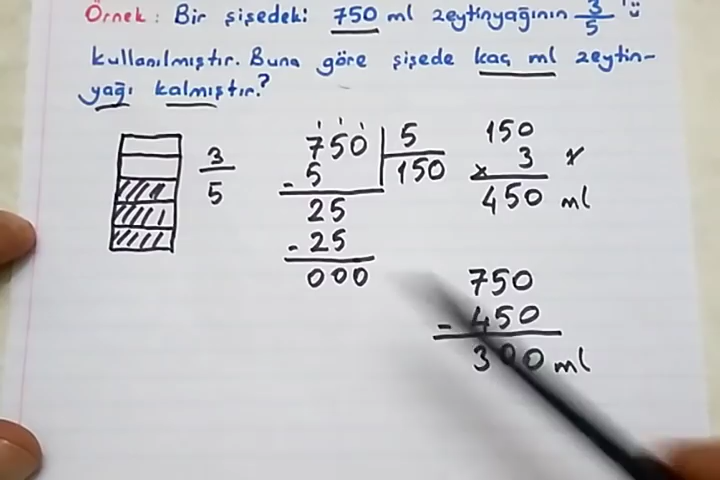 Örnek: Bir şişedeki 750 ml zeytinyağının 3/5 'ü
kullanılmıştır. Buna göre şişede kaç ml zeytin-
yağı kalmıştır?
3/5
750 | 5
150
- 5
25
- 25
000
150
x 3
450 ml
750
- 450
300 ml